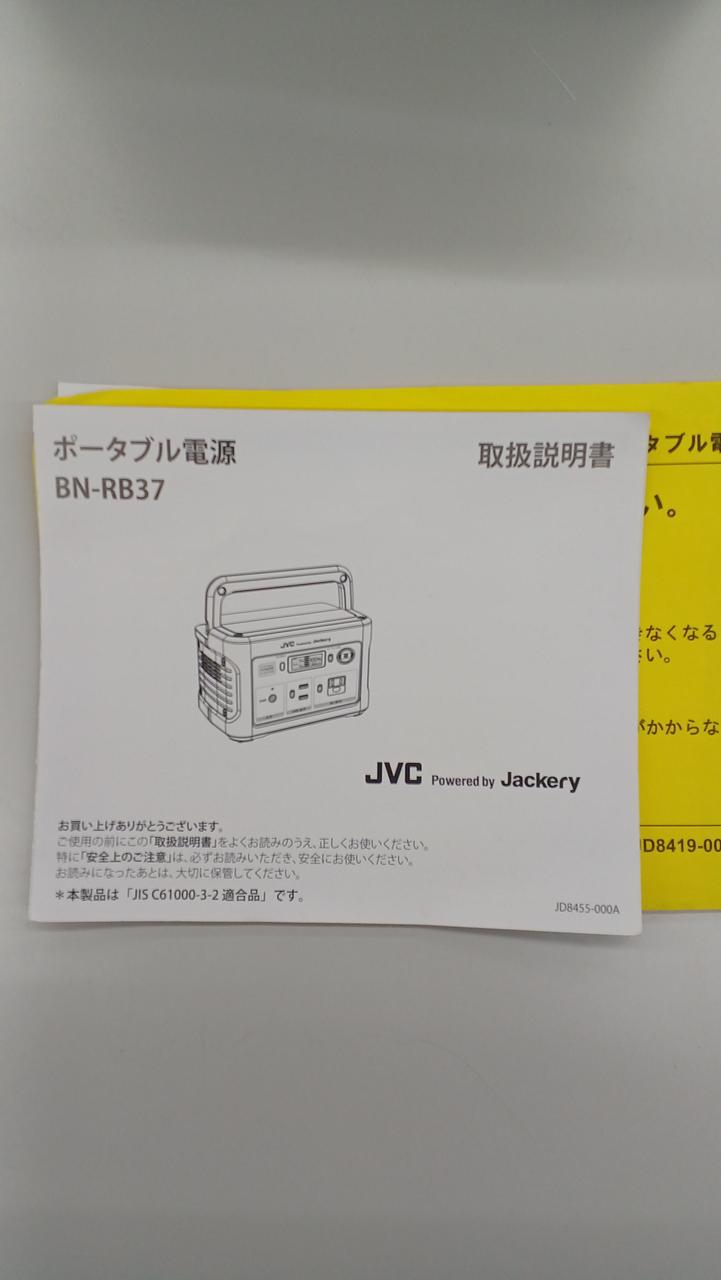 ポータブル電源
取扱説明書
BN-RB37
JVC Powered by Jackery
JVC Powered by Jackery
お買い上げありがとうございます。
ご使用の前にこの「取扱説明書」をよくお読みのうえ、正しくお使いください。
特に「安全上のご注意」は、必ずお読みいただき、安全にお使いください。
お読みになったあとは、大切に保管してください。
＊本製品は「JIS C61000-3-2 適合品」です。
JD8455-000A
タブル電
い。
なくなる
さい。
がかからな
JD8419-00